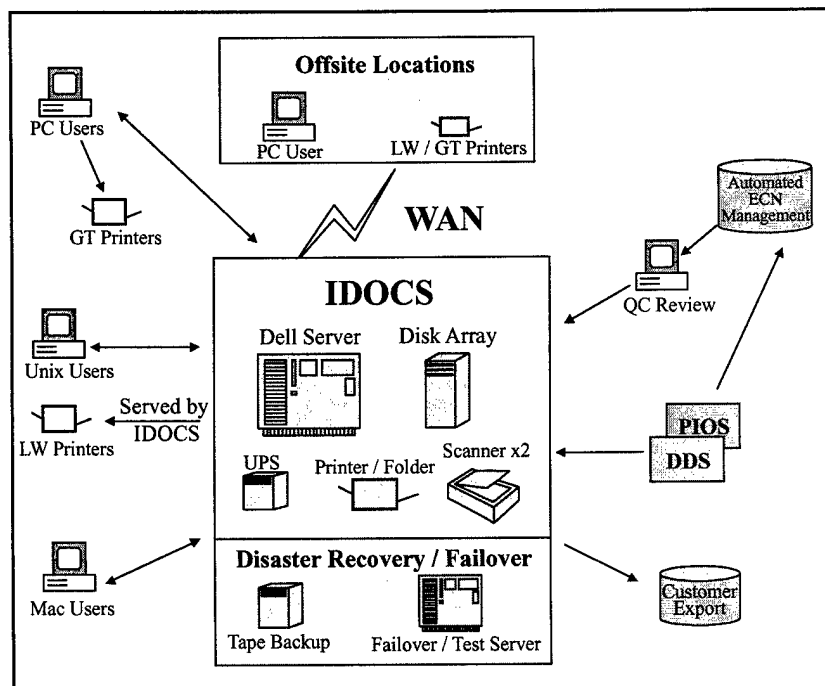 Offsite Locations
PC User
LW / GT Printers
PC Users
GT Printers
WAN
Automated
ECN
Management
QC Review
IDOCS
Dell Server
Disk Array
Unix Users
LW Printers
Served by
IDOCS
UPS
Printer / Folder
Scanner x2
PIOS
DDS
Disaster Recovery / Failover
Tape Backup
Failover / Test Server
Mac Users
Customer
Export